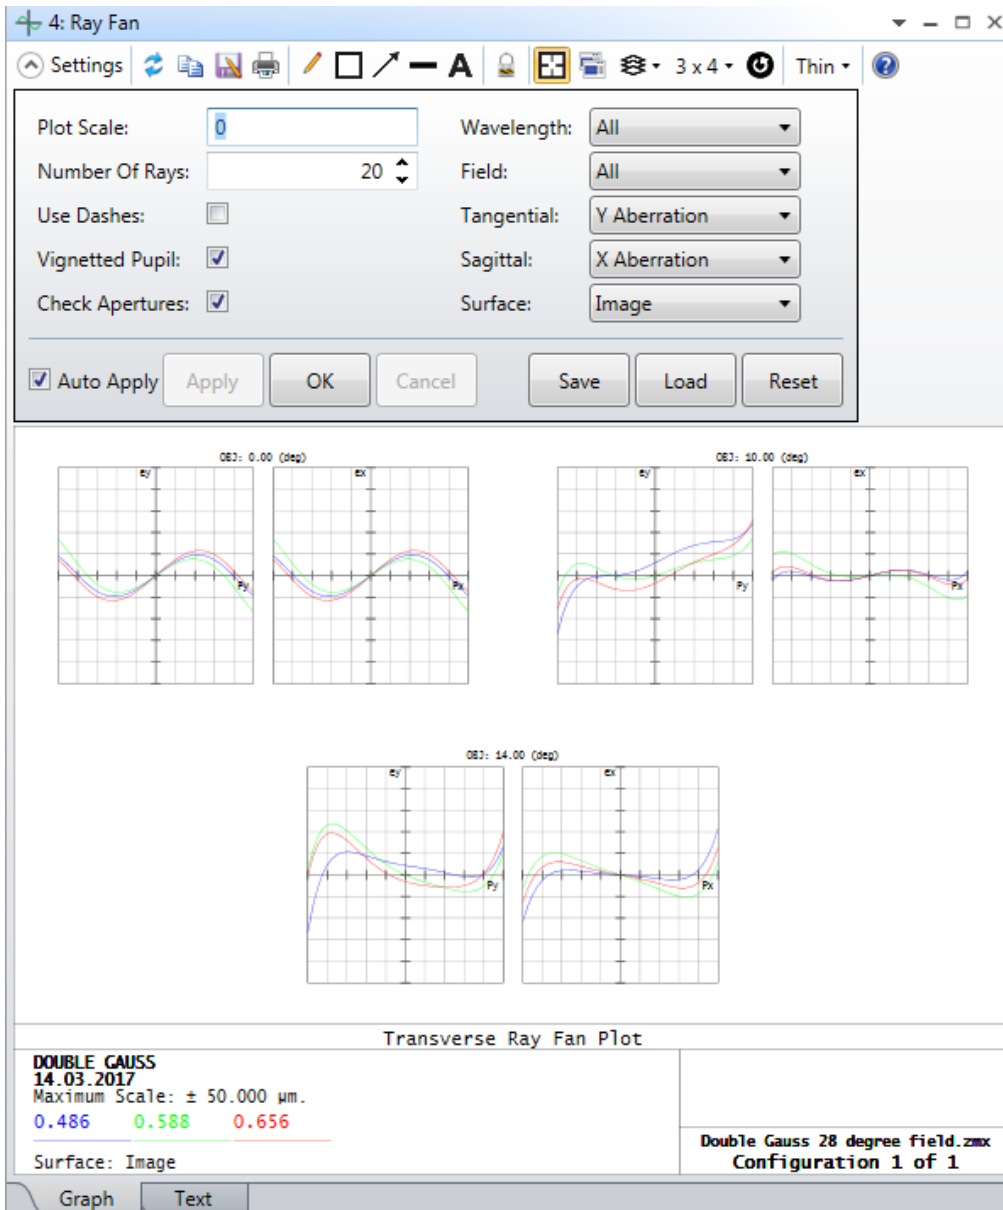 4: Ray Fan
Settings A 3 x 4 Thin
Plot Scale: 0 Wavelength: All
Number Of Rays: 20 Field: All
Use Dashes: Tangential: Y Aberration
Vignetted Pupil: Sagittal: X Aberration
Check Apertures: Surface: Image
Auto Apply Apply OK Cancel Save Load Reset
OBJ: 0.00 (deg) OBJ: 10.00 (deg)
ey ex ey ex
Py Px Py Px
OBJ: 14.00 (deg)
ey ex
Py Px
Transverse Ray Fan Plot
DOUBLE GAUSS
14.03.2017
Maximum Scale: ± 50.000 µm.
0.486 0.588 0.656
Surface: Image
Double Gauss 28 degree field.zmx
Configuration 1 of 1
Graph Text